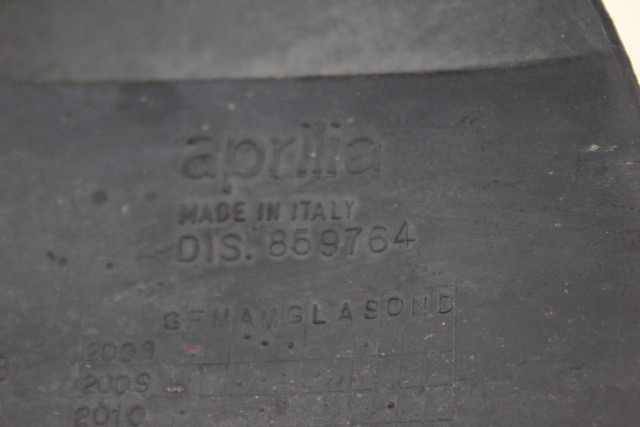 aprilia
MADE IN ITALY
DIS. 859764
GFMAMGLASOND
2008
2009
2010